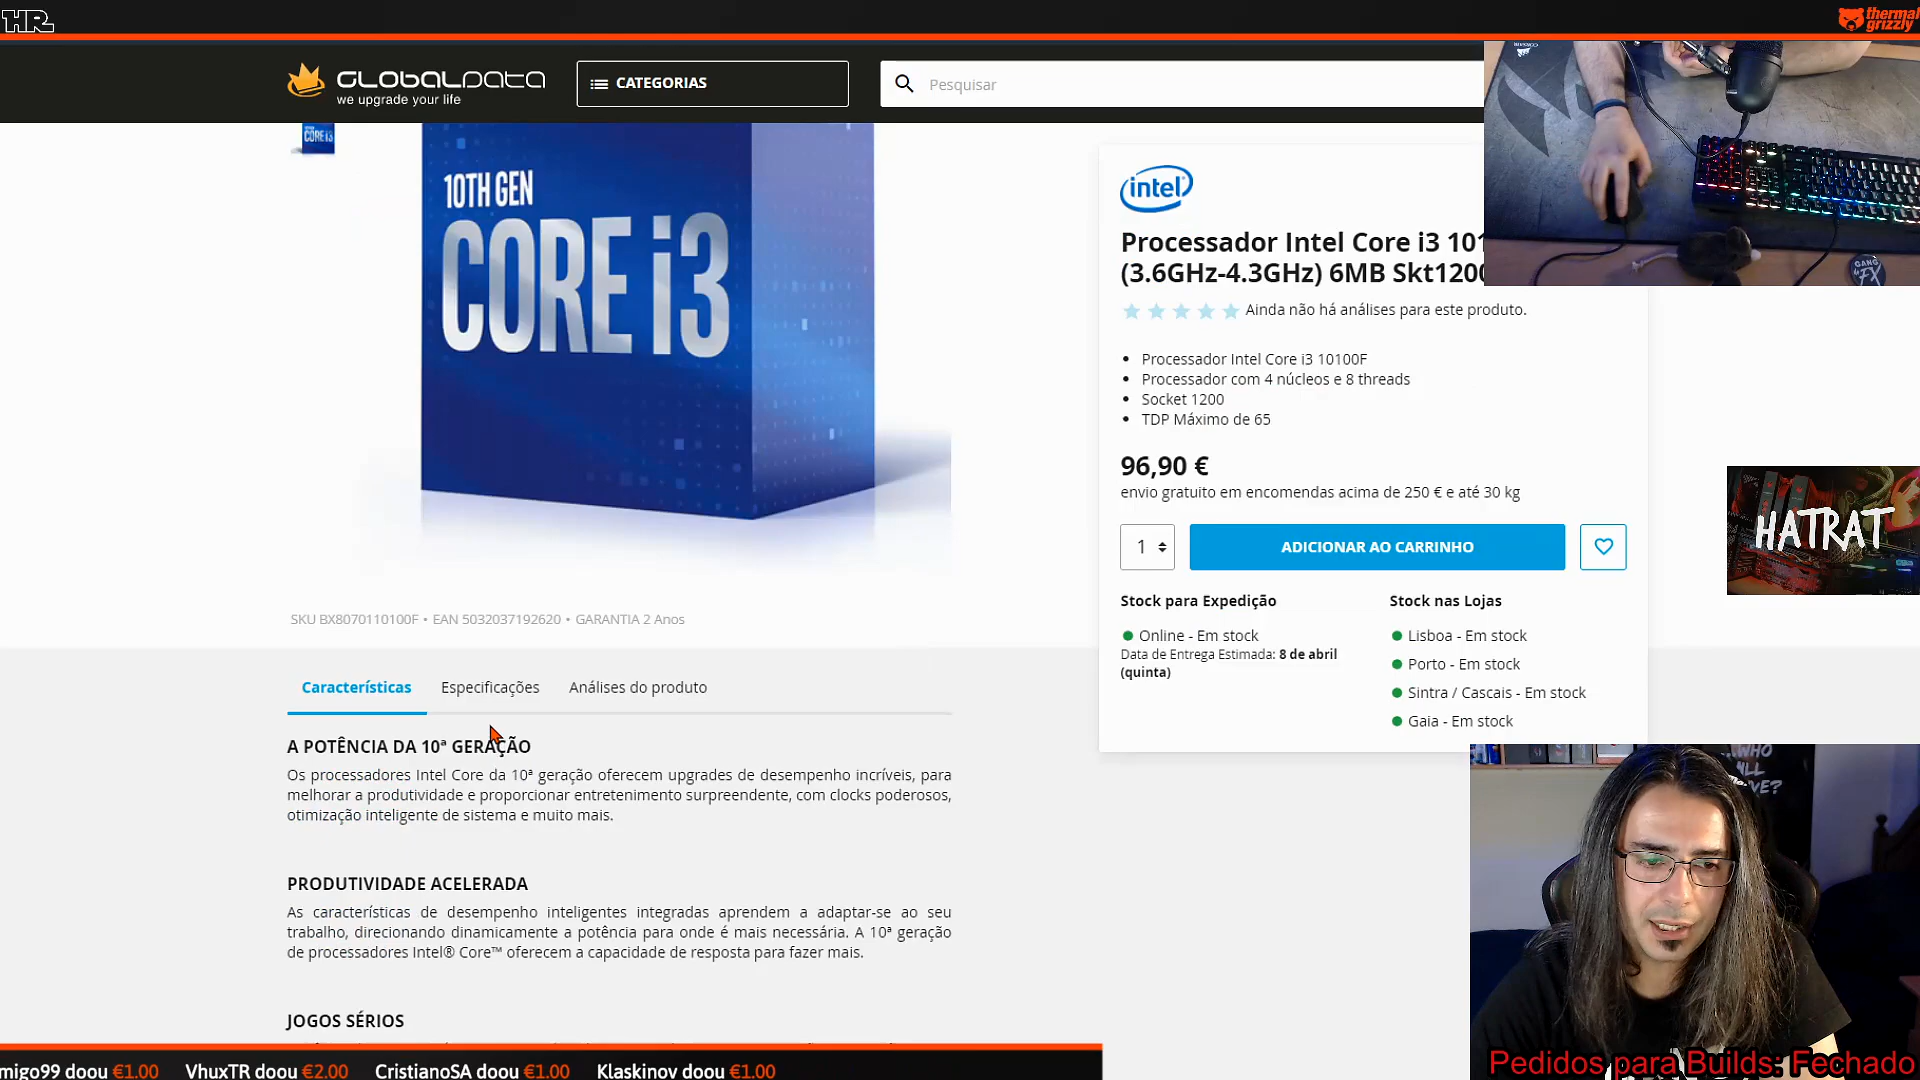 HR
thermal
grizzly
GLOBALDATA
we upgrade your life
CATEGORIAS
Pesquisar
CORSAIR
CORE i3
10TH GEN
CORE i3
intel
Processador Intel Core i3 101
(3.6GHz-4.3GHz) 6MB Skt1200
Ainda não há análises para este produto.
• Processador Intel Core i3 10100F
• Processador com 4 núcleos e 8 threads
• Socket 1200
• TDP Máximo de 65
96,90 €
envio gratuito em encomendas acima de 250 € e até 30 kg
1
ADICIONAR AO CARRINHO
Stock para Expedição
Online - Em stock
Data de Entrega Estimada: 8 de abril
(quinta)
Stock nas Lojas
Lisboa - Em stock
Porto - Em stock
Sintra / Cascais - Em stock
Gaia - Em stock
GANG
FX
HATRAT
SKU BX8070110100F • EAN 5032037192620 • GARANTIA 2 Anos
Características
Especificações
Análises do produto
A POTÊNCIA DA 10ª GERAÇÃO
Os processadores Intel Core da 10ª geração oferecem upgrades de desempenho incríveis, para
melhorar a produtividade e proporcionar entretenimento surpreendente, com clocks poderosos,
otimização inteligente de sistema e muito mais.
PRODUTIVIDADE ACELERADA
As características de desempenho inteligentes integradas aprendem a adaptar-se ao seu
trabalho, direcionando dinamicamente a potência para onde é mais necessária. A 10ª geração
de processadores Intel® Core™ oferecem a capacidade de resposta para fazer mais.
JOGOS SÉRIOS
migo99 doou €1.00 VhuxTR doou €2.00 CristianoSA doou €1.00 Klaskinov doou €1.00
Pedidos para Builds: Fechado